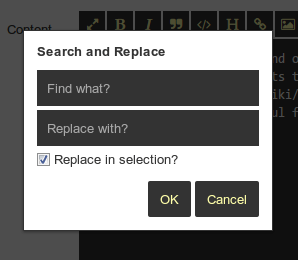 Content
B I H
Search and Replace
nd o
Find what?
ts t
iki/
Replace with?
ul f
Replace in selection?
OK Cancel